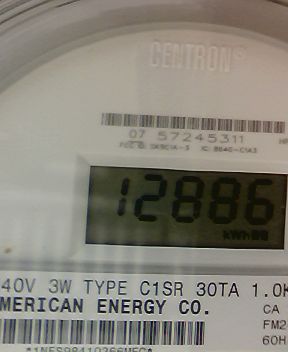 CENTRON®
07 57245311
12886
kWh
40V 3W TYPE C1SR 30TA 1.0K
MERICAN ENERGY CO.
CA
FM2
60H